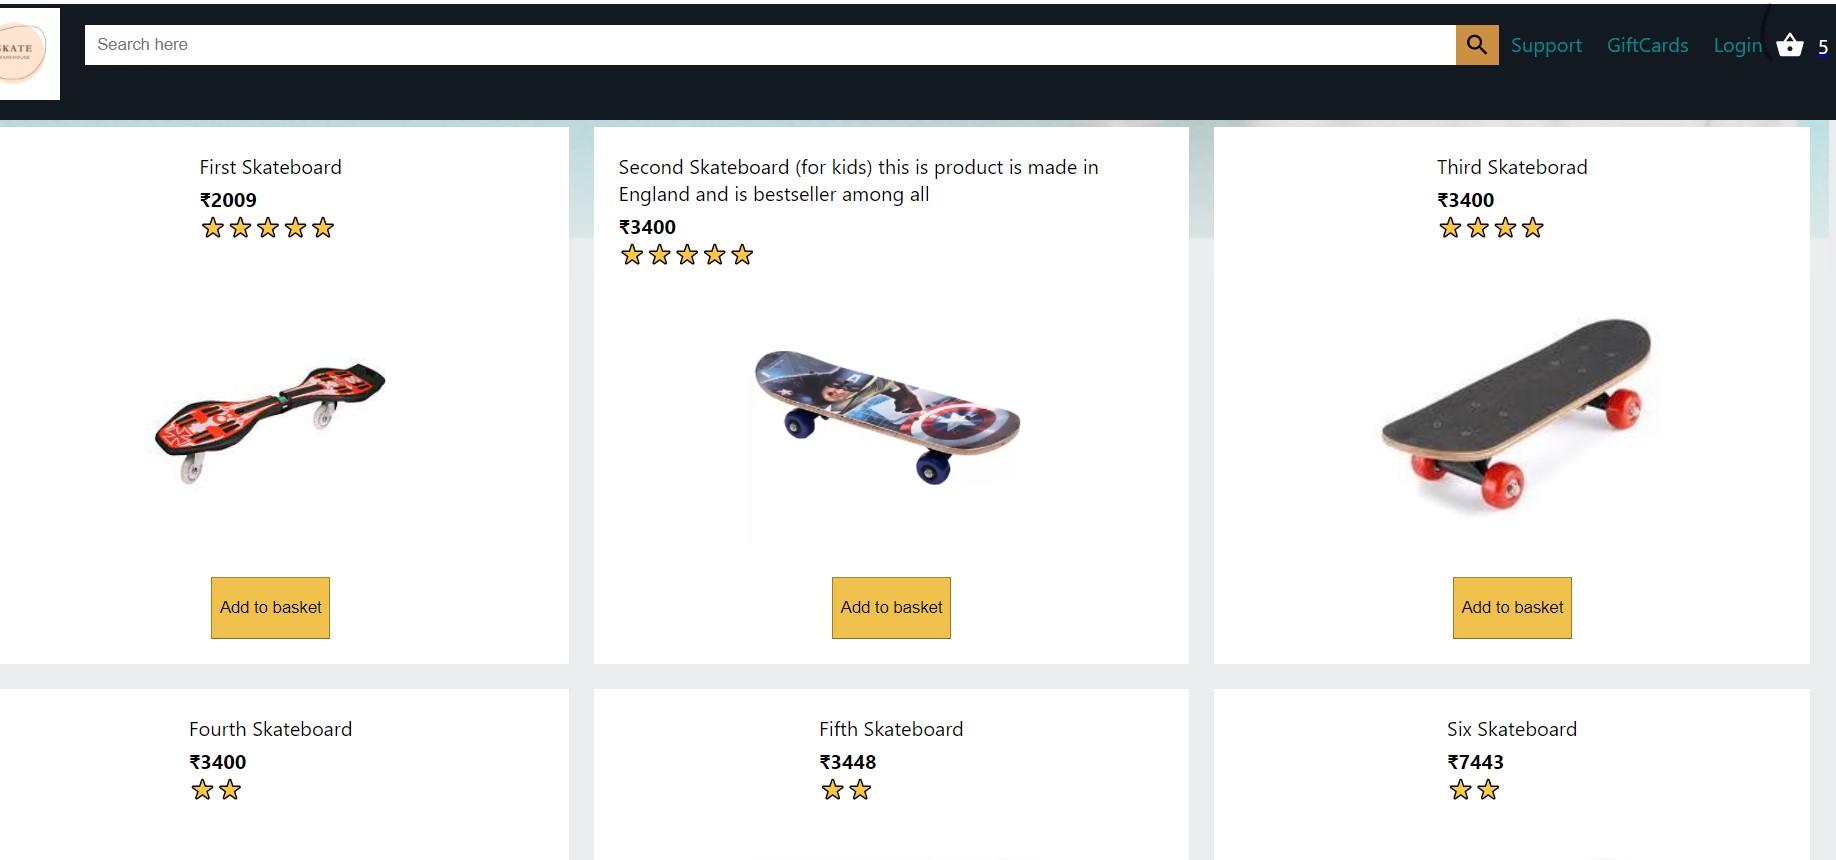 SKATE
WAREHOUSE
Search here
Support GiftCards Login 5
First Skateboard
₹2009
Second Skateboard (for kids) this is product is made in
England and is bestseller among all
₹3400
Third Skateborad
₹3400
Add to basket
Add to basket
Add to basket
Fourth Skateboard
₹3400
Fifth Skateboard
₹3448
Six Skateboard
₹7443